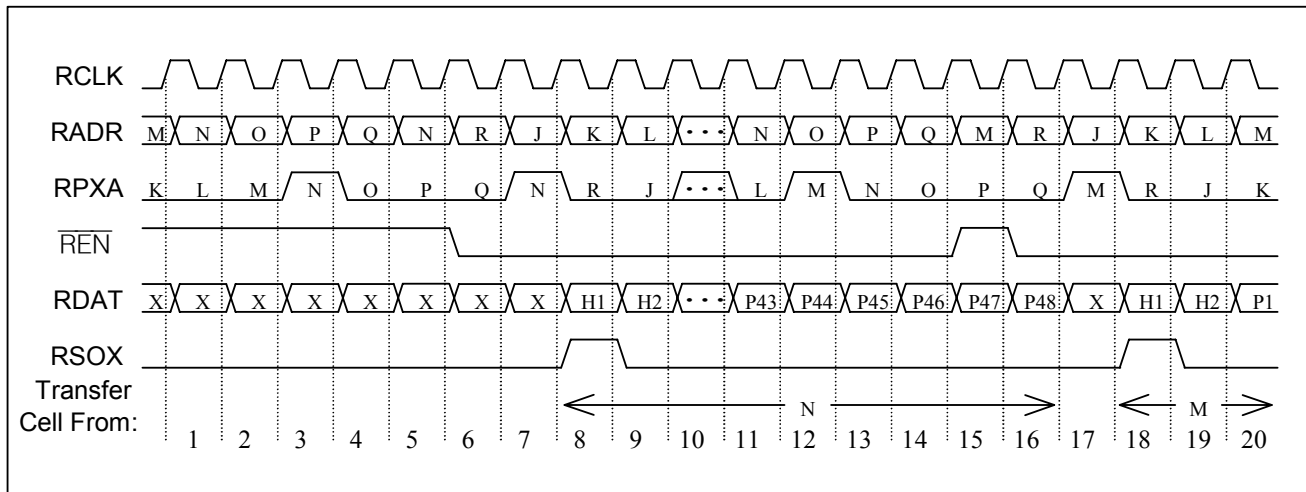 RCLK
RADR M N O P Q N R J K L ... N O P Q M R J K L M
RPXA K L M N O P Q N R J ... L M N O P Q M R J K
REN
RDAT X X X X X X X X H1 H2 ... P43 P44 P45 P46 P47 P48 X H1 H2 P1
RSOX
Transfer
Cell From: N M
1 2 3 4 5 6 7 8 9 10 11 12 13 14 15 16 17 18 19 20